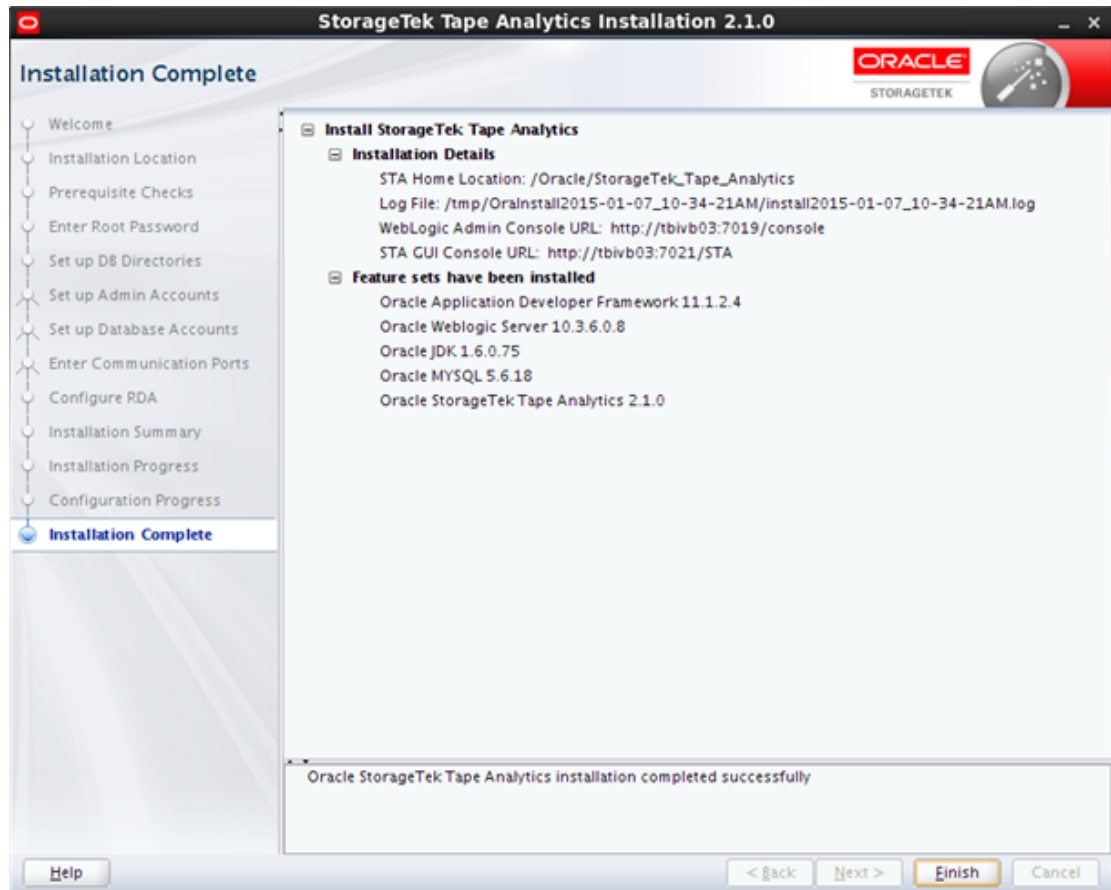 StorageTek Tape Analytics Installation 2.1.0
Installation Complete
ORACLE
STORAGETEK
Welcome
Installation Location
Prerequisite Checks
Enter Root Password
Set up DB Directories
Set up Admin Accounts
Set up Database Accounts
Enter Communication Ports
Configure RDA
Installation Summary
Installation Progress
Configuration Progress
Installation Complete
Install StorageTek Tape Analytics
Installation Details
STA Home Location: /Oracle/StorageTek_Tape_Analytics
Log File: /tmp/OraInstall2015-01-07_10-34-21AM/install2015-01-07_10-34-21AM.log
WebLogic Admin Console URL: http://tbivb03:7019/console
STA GUI Console URL: http://tbivb03:7021/STA
Feature sets have been installed
Oracle Application Developer Framework 11.1.2.4
Oracle Weblogic Server 10.3.6.0.8
Oracle JDK 1.6.0.75
Oracle MYSQL 5.6.18
Oracle StorageTek Tape Analytics 2.1.0
Oracle StorageTek Tape Analytics installation completed successfully
Help
< Back
Next >
Finish
Cancel